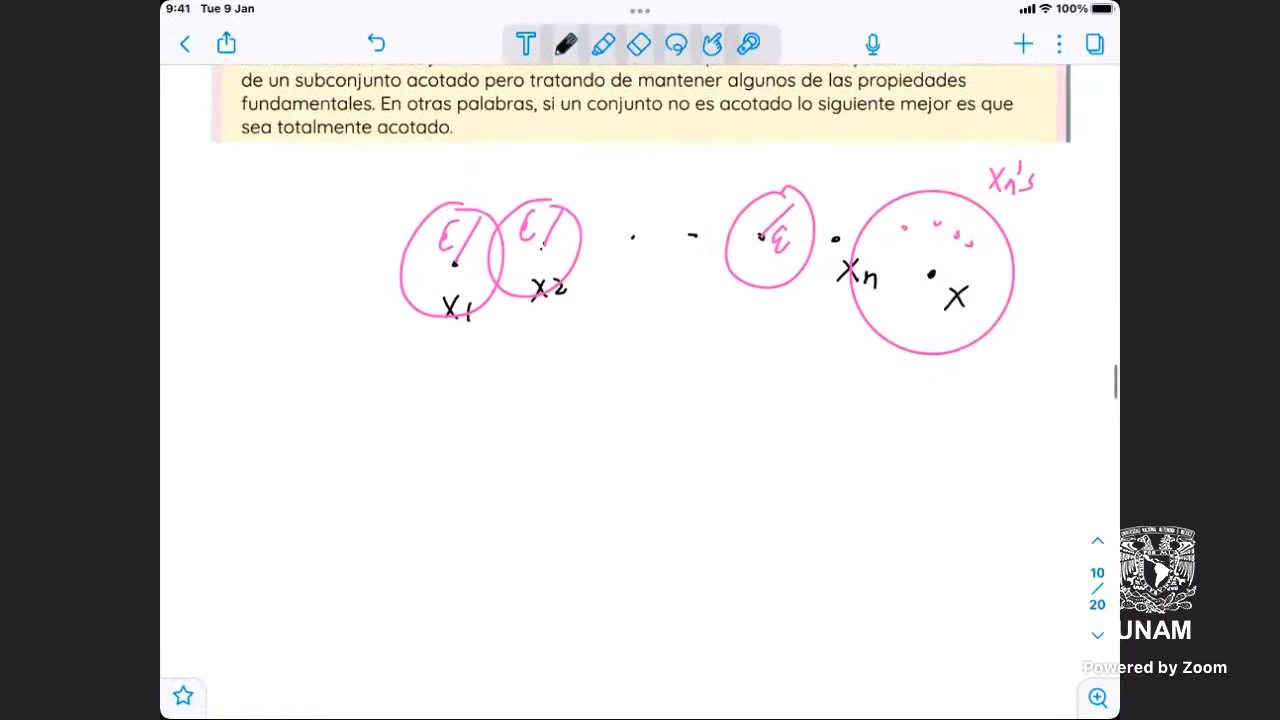 9:41 Tue 9 Jan 100%
de un subconjunto acotado pero tratando de mantener algunos de las propiedades
fundamentales. En otras palabras, si un conjunto no es acotado lo siguiente mejor es que
sea totalmente acotado.
Xn's
ε ε ε
X1 X2 Xn X
10
/
20
UNAM
Powered by Zoom